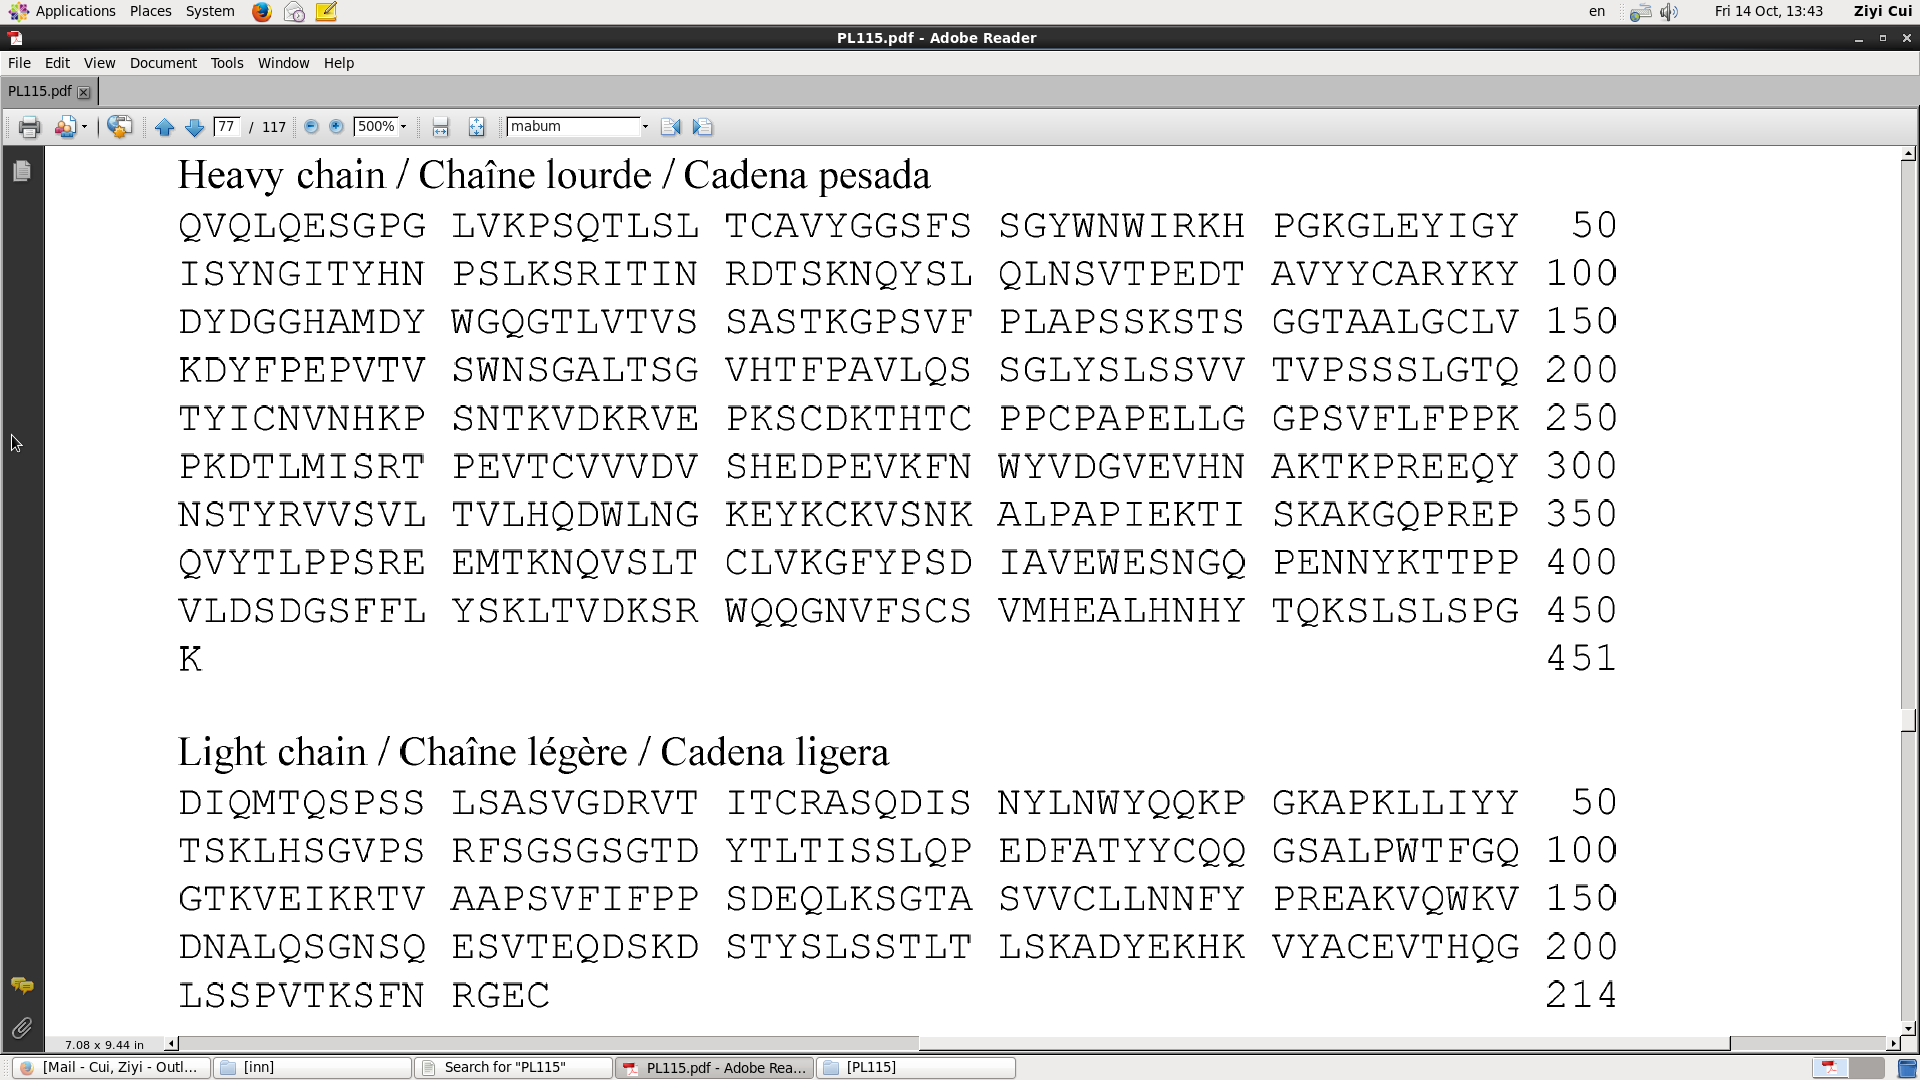 Applications Places System en Fri 14 Oct, 13:43 Ziyi Cui
PL115.pdf - Adobe Reader
File Edit View Document Tools Window Help
PL115.pdf
77 / 117 500% mabum
Heavy chain / Chaîne lourde / Cadena pesada
QVQLQESGPG LVKPSQTLSL TCAVYGGSFS SGYWNWIRKH PGKGLEYIGY 50
ISYNGITYHN PSLKSRITIN RDTSKNQYSL QLNSVTPEDT AVYYCARYKY 100
DYDGGHAMDY WGQGTLVTVS SASTKGPSVF PLAPSSKSTS GGTAALGCLV 150
KDYFPEPVTV SWNSGALTSG VHTFPAVLQS SGLYSLSSVV TVPSSSLGTQ 200
TYICNVNHKP SNTKVDKRVE PKSCDKTHTC PPCPAPELLG GPSVFLFPPK 250
PKDTLMISRT PEVTCVVVDV SHEDPEVKFN WYVDGVEVHN AKTKPREEQY 300
NSTYRVVSVL TVLHQDWLNG KEYKCKVSNK ALPAPIEKTI SKAKGQPREP 350
QVYTLPPSRE EMTKNQVSLT CLVKGFYPSD IAVEWESNGQ PENNYKTTPP 400
VLDSDGSFFL YSKLTVDKSR WQQGNVFSCS VMHEALHNHY TQKSLSLSPG 450
K 451
Light chain / Chaîne légère / Cadena ligera
DIQMTQSPSS LSASVGDRVT ITCRASQDIS NYLNWYQQKP GKAPKLLIYY 50
TSKLHSGVPS RFSGSGSGTD YTLTISSLQP EDFATYYCQQ GSALPWTFGQ 100
GTKVEIKRTV AAPSVFIFPP SDEQLKSGTA SVVCLLNNFY PREAKVQWKV 150
DNALQSGNSQ ESVTEQDSKD STYSLSSTLT LSKADYEKHK VYACEVTHQG 200
LSSPVTKSFN RGEC 214
7.08 x 9.44 in
[Mail - Cui, Ziyi - Outl... [inn] Search for "PL115" PL115.pdf - Adobe Rea... [PL115]